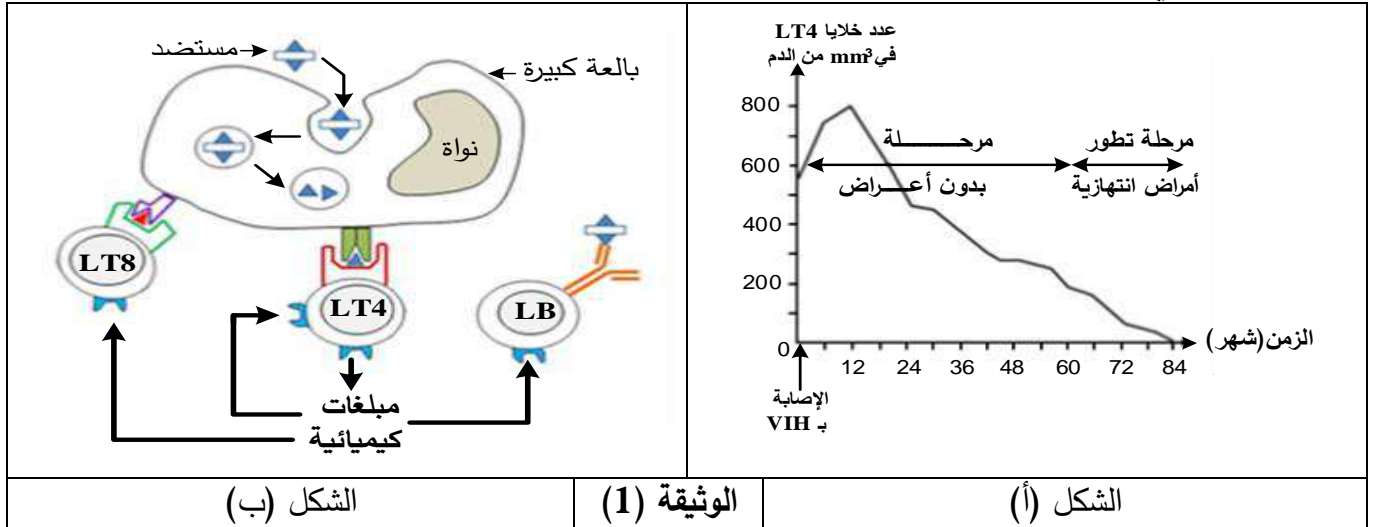 عدد خلايا LT4
في mm³ من الدم
800
600
400
200
0
مرحـــــلة
بدون أعــراض
مرحلة تطور
أمراض انتهازية
12 24 36 48 60 72 84
الزمن(شهر)
الإصابة
بـ VIH
مستضد
بالعة كبيرة
نواة
LT8
LT4
LB
مبلغات
كيميائية
الشكل (أ)
الوثيقة (1)
الشكل (ب)